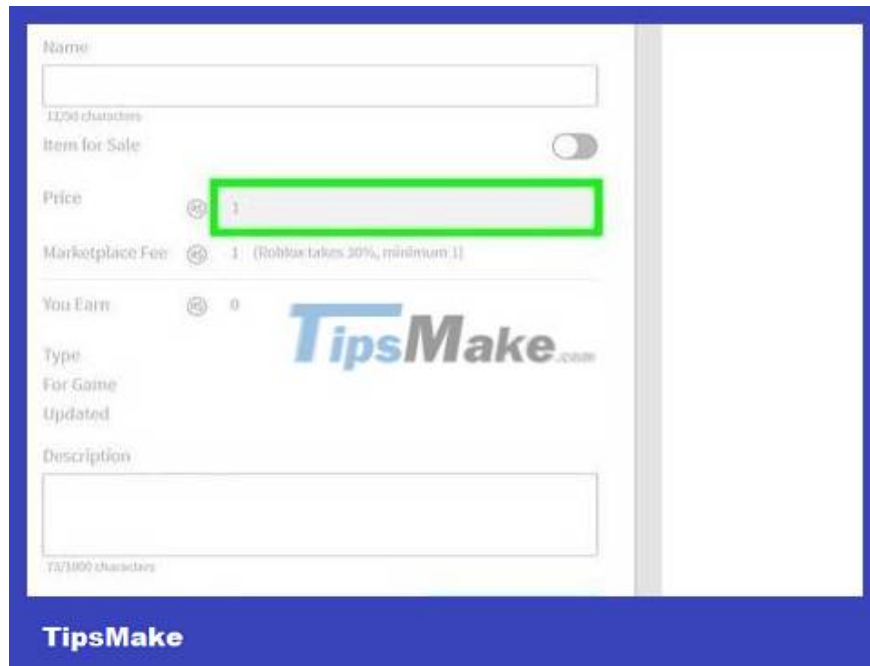 Name
11/50 characters
Item for Sale
Price
1
Marketplace Fee
1 (Roblox takes 30%, minimum 1)
You Earn
0
TipsMake.com
Type
For Game
Updated
Description
73/1000 characters
TipsMake